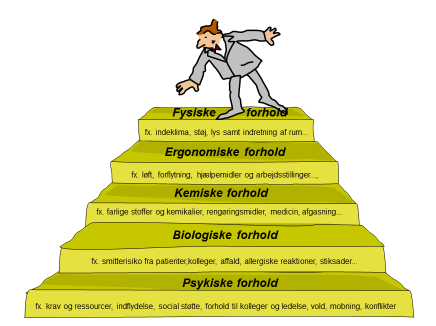 Fysiske forhold
fx. indeklima, støj, lys samt indretning af rum...
Ergonomiske forhold
fx. løft, forflytning, hjælpemidler og arbejdsstillinger...,
Kemiske forhold
fx. farlige stoffer og kemikalier, rengøringsmidler, medicin, afgasning...
Biologiske forhold
fx. smitterisiko fra patienter,kolleger, affald, allergiske reaktioner, stiksader...
Psykiske forhold
fx. krav og ressourcer, indflydelse, social støtte, forhold til kolleger og ledelse, vold, mobning, konflikter